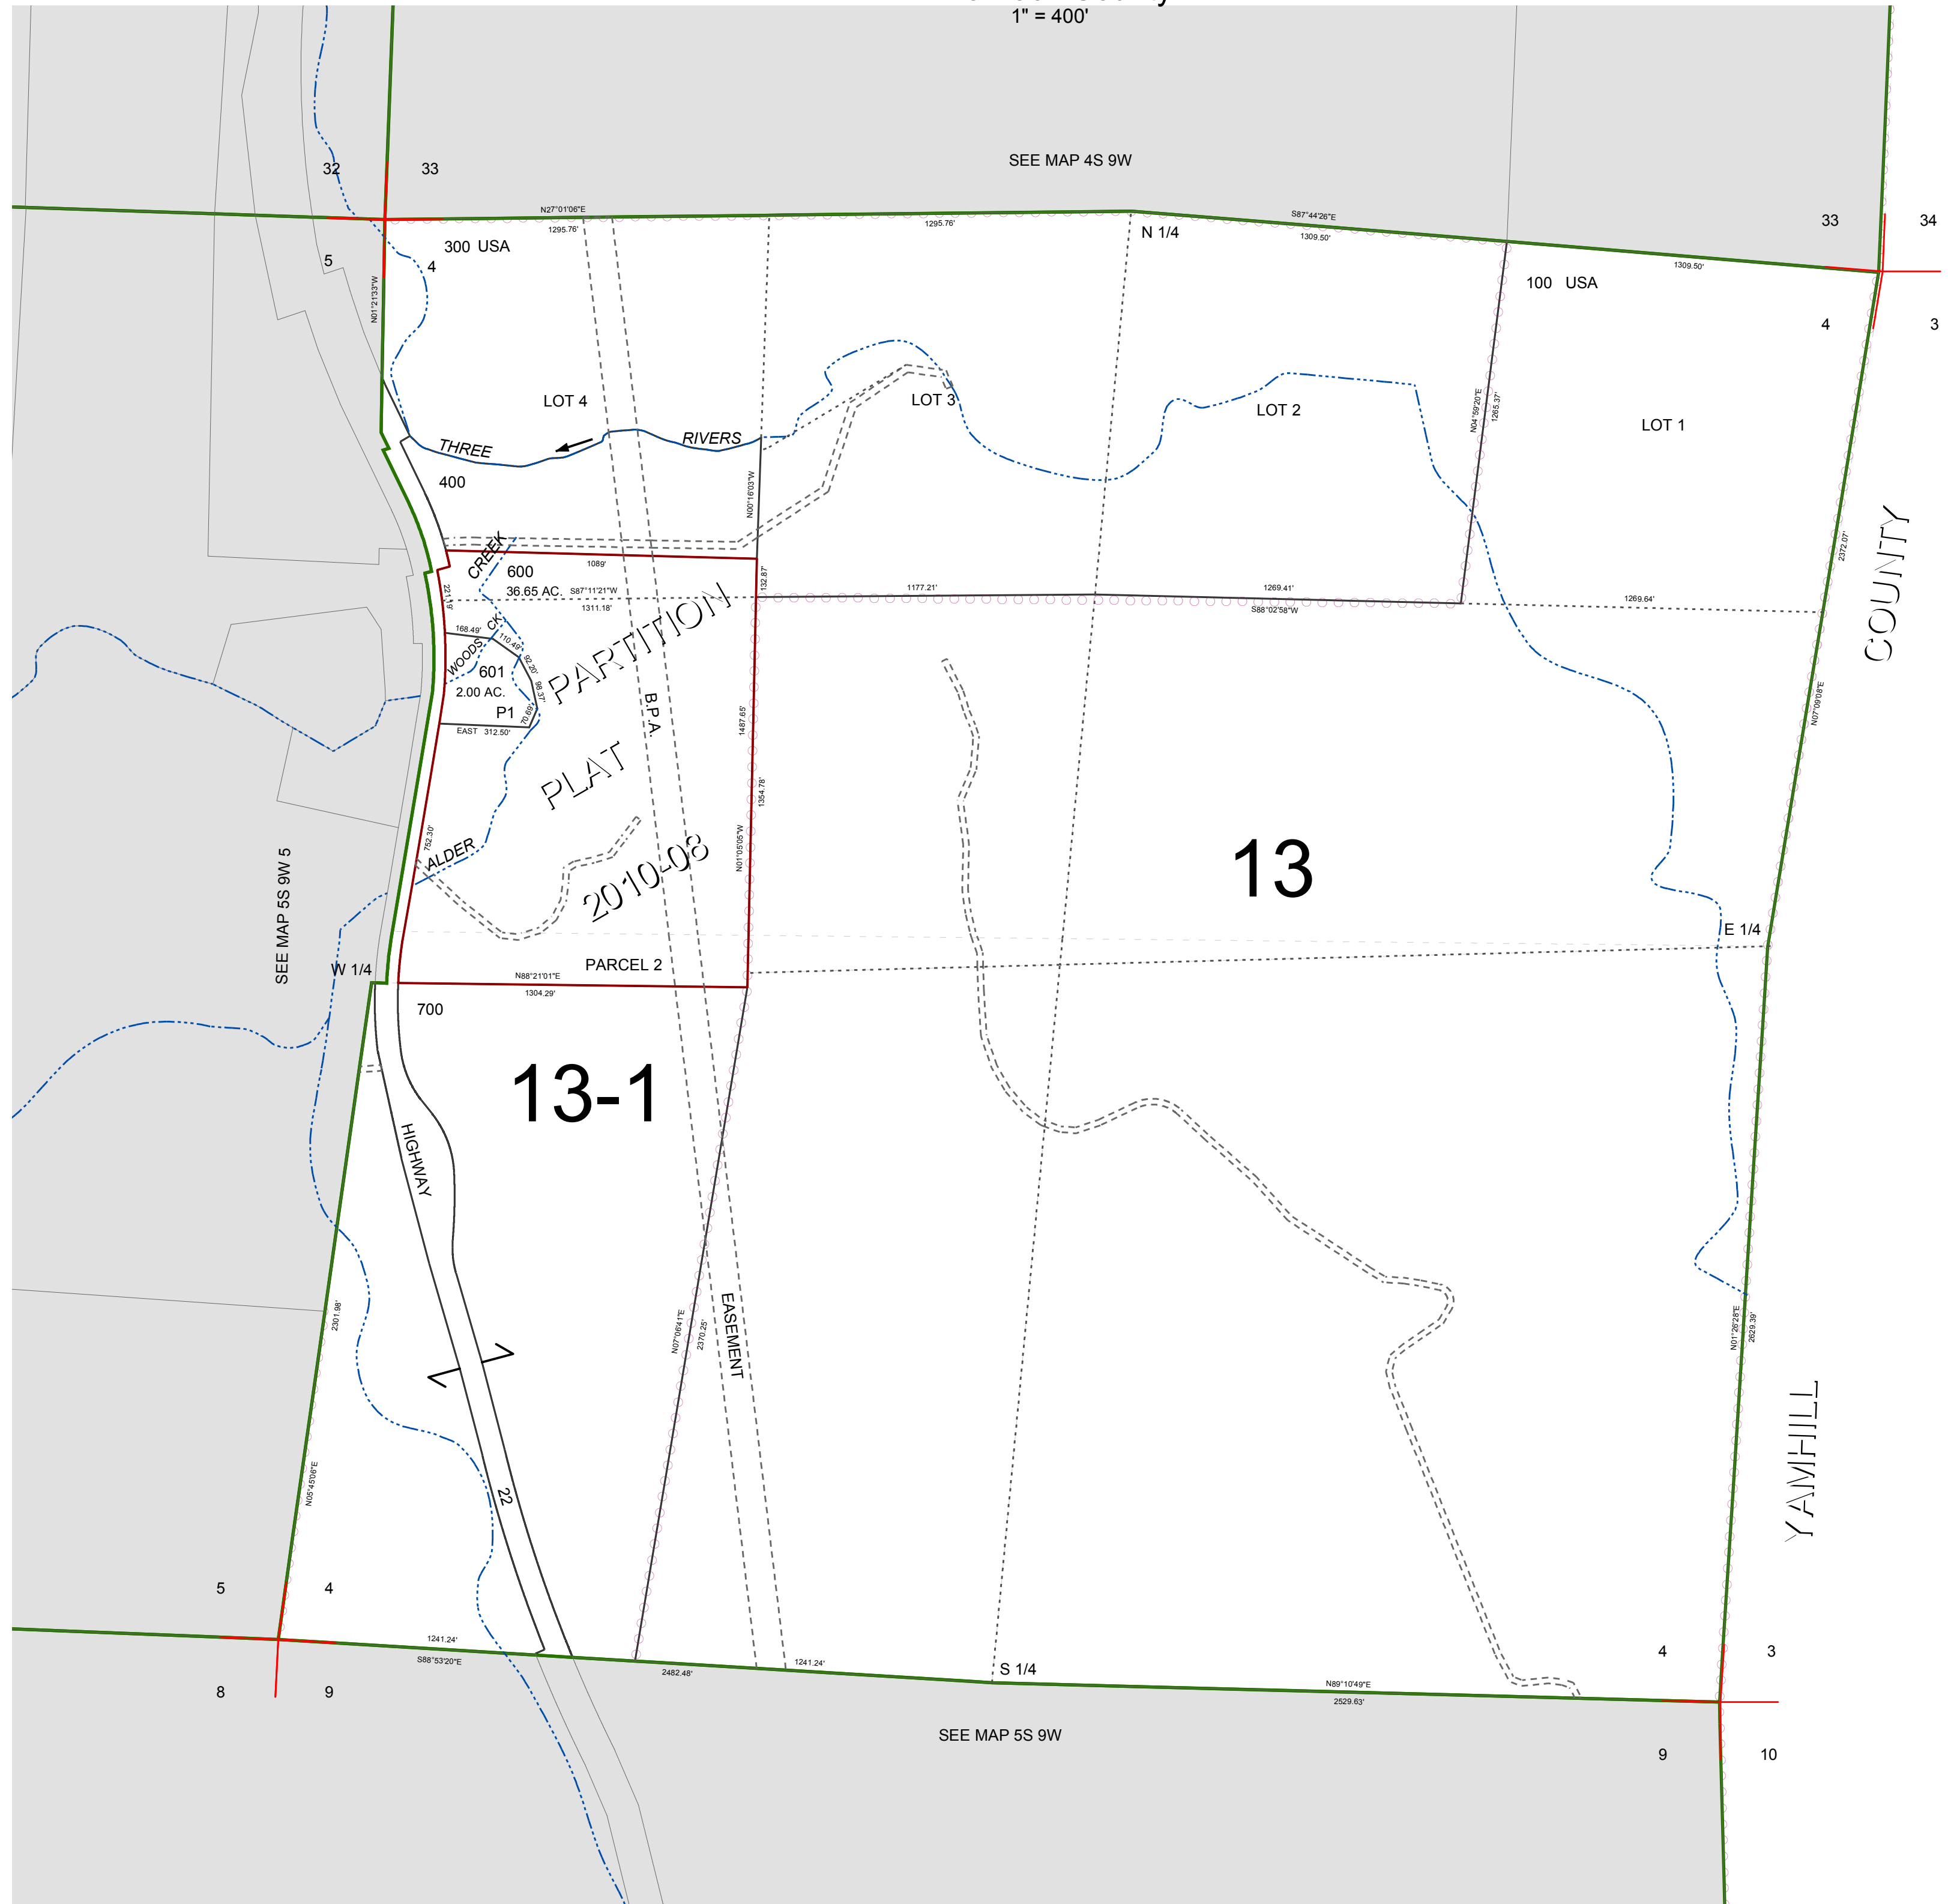 1" = 400'
SEE MAP 4S 9W
32
33
N27°01'06"E
1295.76'
1295.76'
N 1/4
S87°44'26"E
1309.50'
1309.50'
33
34
5
4
300 USA
N01°21'33"W
100 USA
4
3
LOT 4
LOT 3
LOT 2
LOT 1
N04°59'20"E
1265.37'
THREE
RIVERS
400
N00°16'03"W
COUNTY
2372.07'
CREEK
600
1089'
36.65 AC.
S87°11'21"W
1311.18'
132.87'
1177.21'
1269.41'
S88°02'58"W
1269.64'
168.49'
WOODS CK.
110.49'
92.20'
98.37'
70.69'
601
2.00 AC.
P1
EAST 312.50'
PARTITION
PLAT
2010-08
B.P.A.
1487.65'
1354.78'
N01°05'05"W
N07°09'08"E
752.30'
ALDER
13
SEE MAP 5S 9W 5
W 1/4
E 1/4
PARCEL 2
N88°21'01"E
1304.29'
700
13-1
HIGHWAY
22
EASEMENT
2301.98'
N05°45'06"E
N07°06'41"E
2370.25'
N01°26'28"E
2629.39'
YAMHILL
5
4
1241.24'
S88°53'20"E
2482.48'
1241.24'
S 1/4
N89°10'49"E
2529.63'
4
3
8
9
SEE MAP 5S 9W
9
10